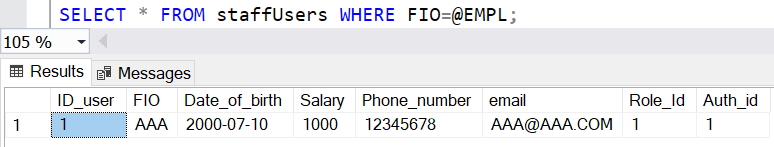 SELECT * FROM staffUsers WHERE FIO=@EMPL;
105 %
Results Messages
ID_user FIO Date_of_birth Salary Phone_number email Role_Id Auth_id
1 1 AAA 2000-07-10 1000 12345678 AAA@AAA.COM 1 1